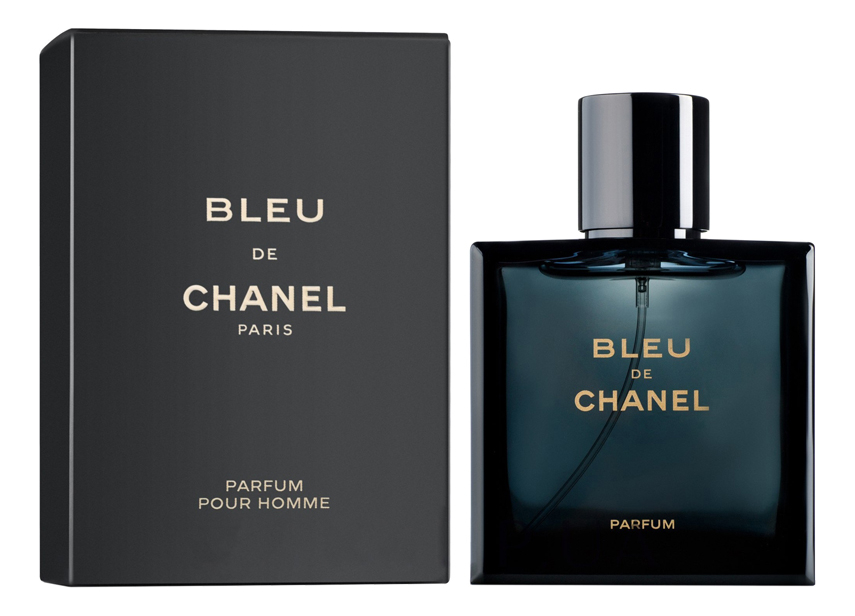 BLEU
DE
CHANEL
PARIS
PARFUM
POUR HOMME
BLEU
DE
CHANEL
PARFUM